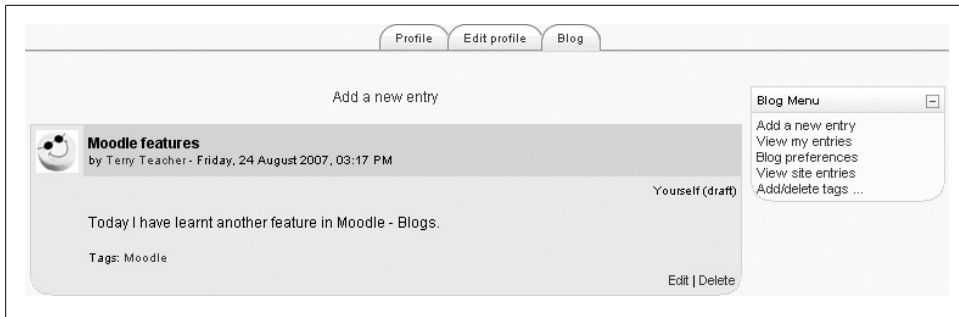 Profile Edit profile Blog
Add a new entry
Moodle features
by Terry Teacher - Friday, 24 August 2007, 03:17 PM
Yourself (draft)
Today I have learnt another feature in Moodle - Blogs.
Tags: Moodle
Edit | Delete
Blog Menu
Add a new entry
View my entries
Blog preferences
View site entries
Add/delete tags ...